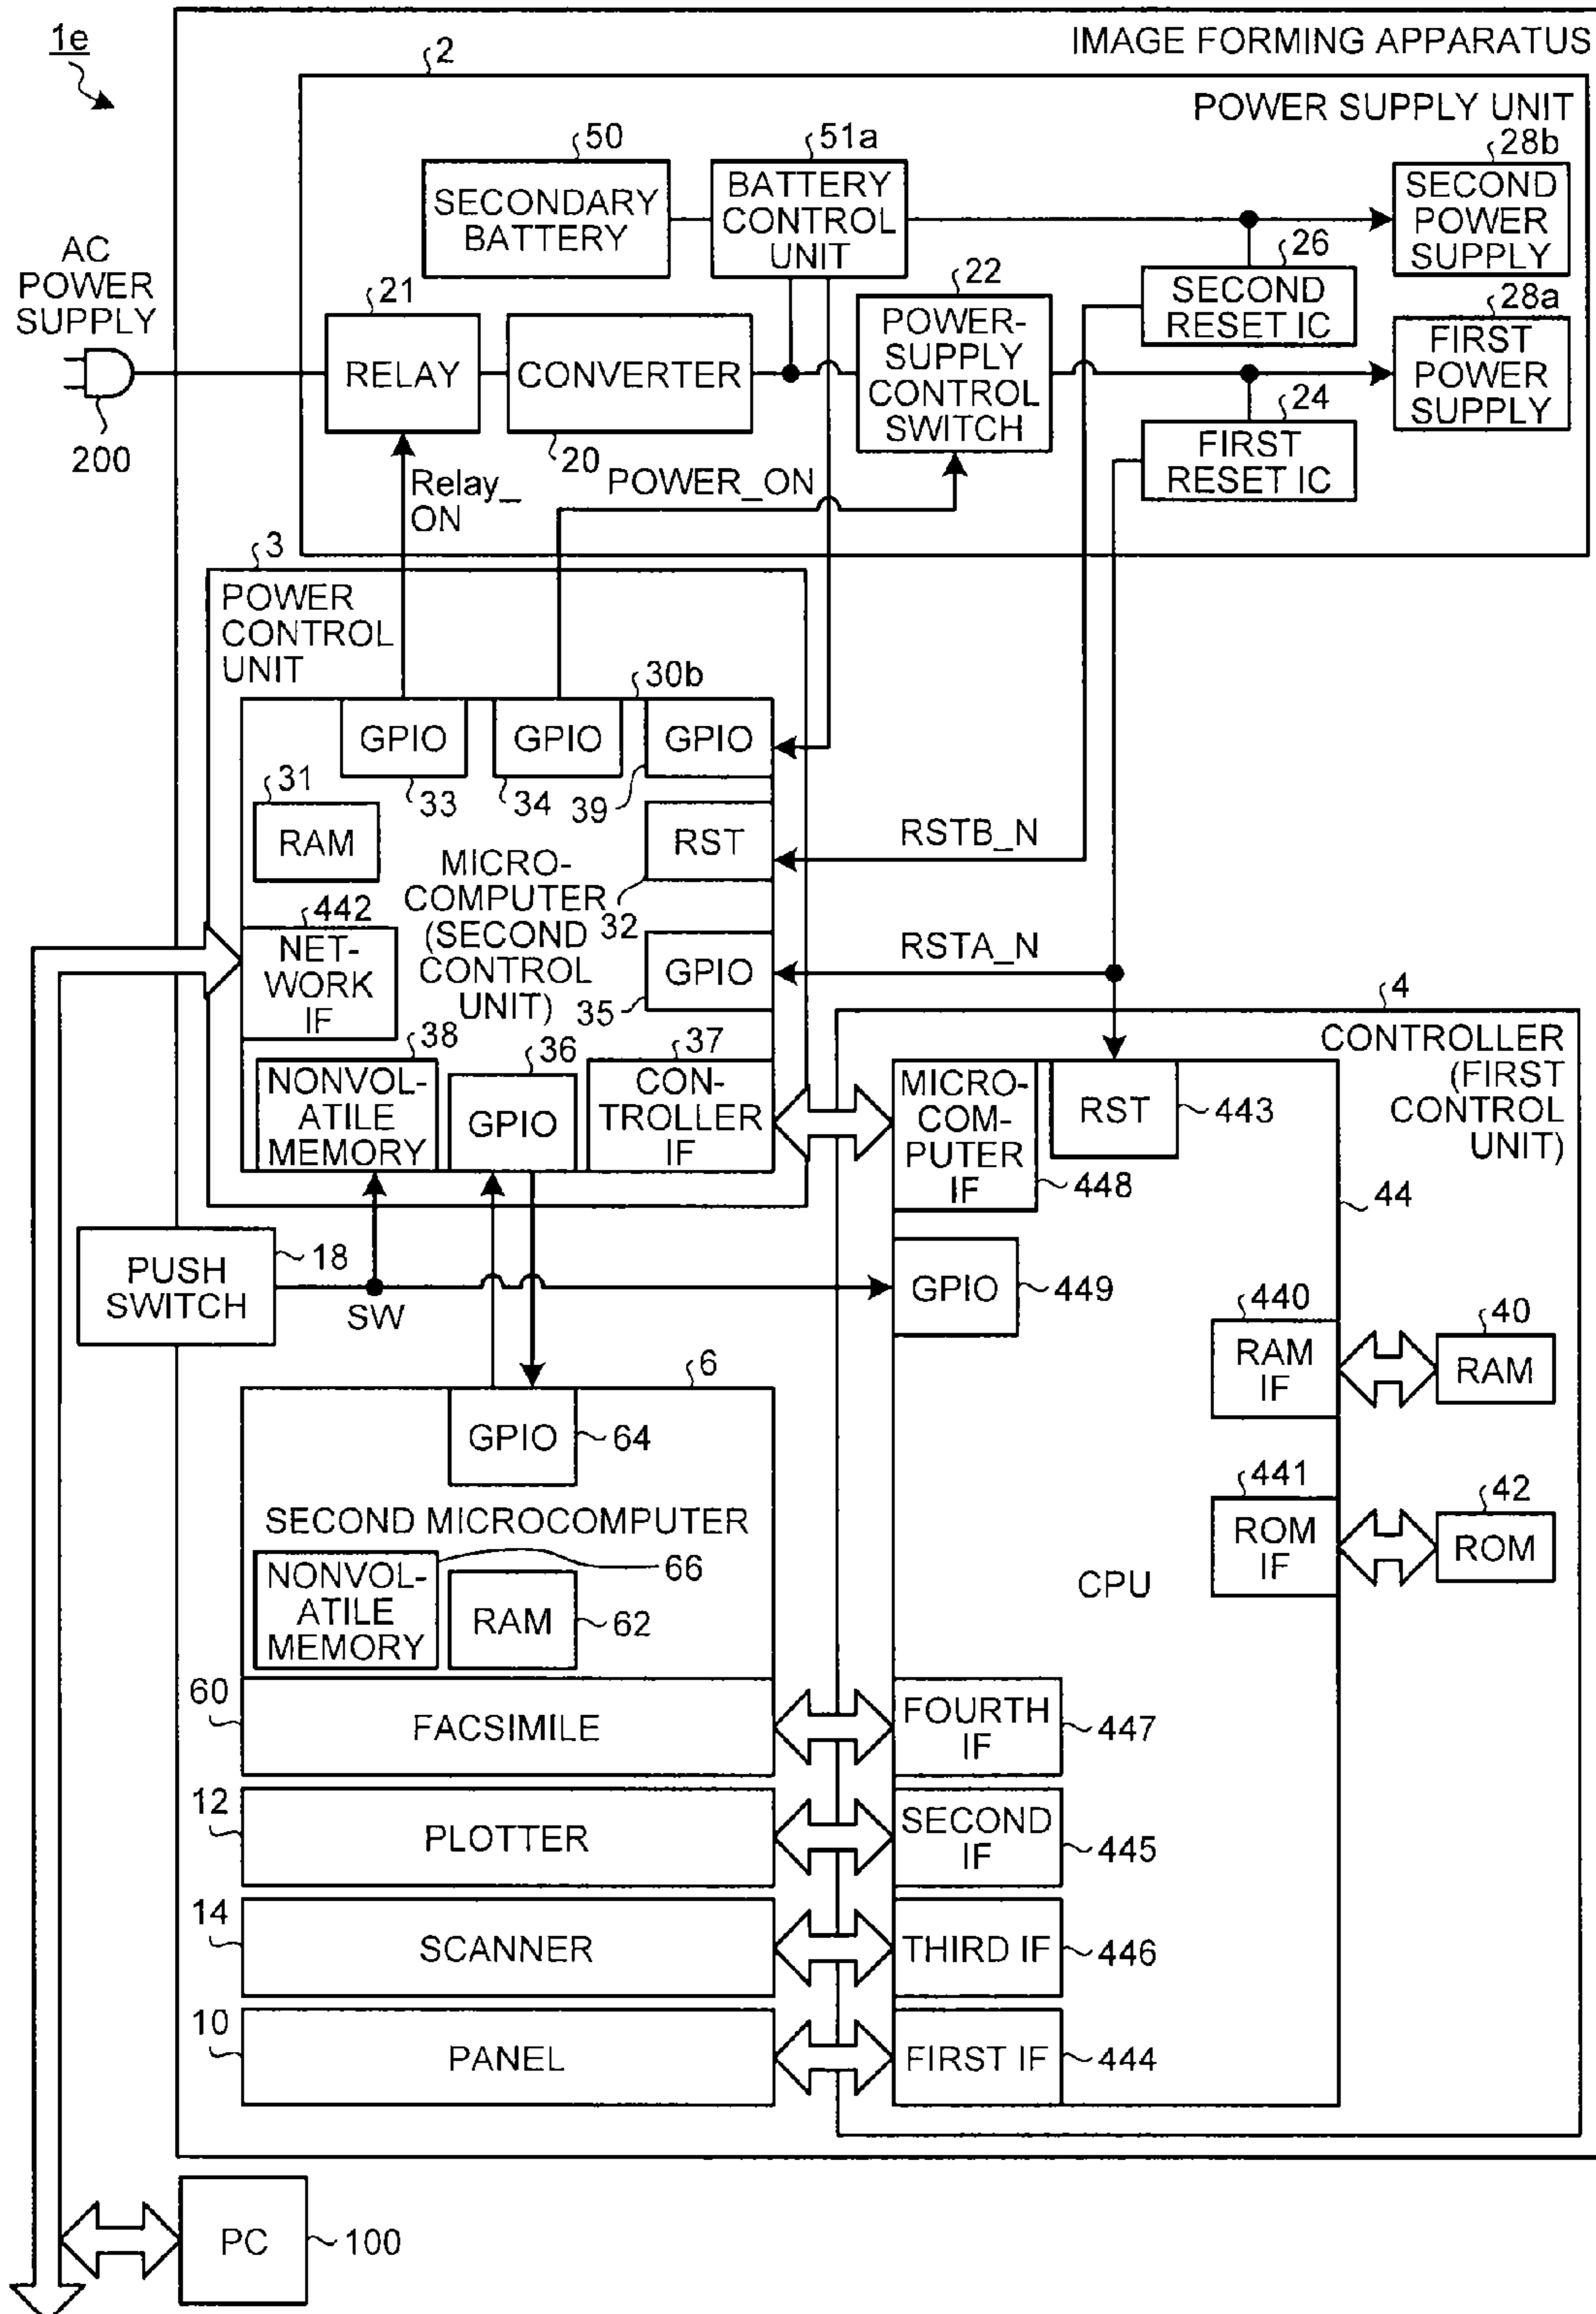 1e
IMAGE FORMING APPARATUS
2
POWER SUPPLY UNIT
50
51a
28b
SECONDARY
BATTERY
BATTERY
CONTROL
UNIT
SECOND
POWER
SUPPLY
AC
POWER
SUPPLY
26
21
22
SECOND
RESET IC
28a
RELAY
CONVERTER
POWER-
SUPPLY
CONTROL
SWITCH
FIRST
POWER
SUPPLY
24
200
20
FIRST
RESET IC
Relay_
ON
POWER_ON
3
POWER
CONTROL
UNIT
30b
GPIO
GPIO
GPIO
31
33
34
39
RAM
RST
RSTB_N
MICRO-
COMPUTER
(SECOND
CONTROL
UNIT)
32
442
NET-
WORK
IF
GPIO
RSTA_N
35
4
CONTROLLER
(FIRST
CONTROL
UNIT)
38
36
37
NONVOL-
ATILE
MEMORY
GPIO
CON-
TROLLER
IF
MICRO-
COM-
PUTER
IF
RST
443
448
44
PUSH
SWITCH
18
SW
GPIO
449
440
40
RAM
IF
RAM
6
GPIO
64
441
42
SECOND MICROCOMPUTER
ROM
IF
ROM
NONVOL-
ATILE
MEMORY
66
RAM
62
CPU
60
FACSIMILE
FOURTH
IF
447
12
PLOTTER
SECOND
IF
445
14
SCANNER
THIRD IF
446
10
PANEL
FIRST IF
444
PC
100